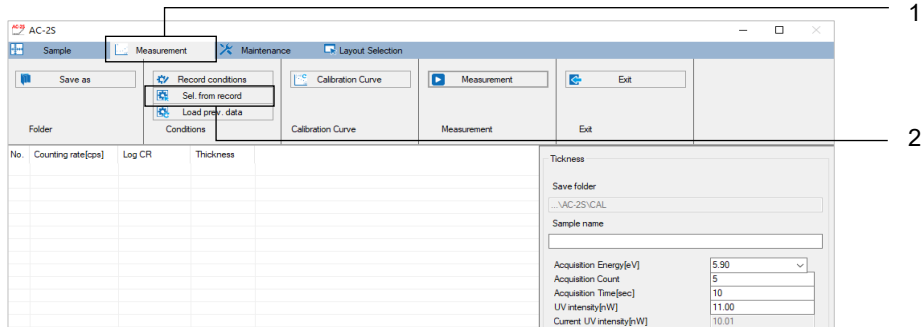 1
AC-2S AC-2S
Sample Measurement Maintenance Layout Selection
Save as Record conditions Calibration Curve Measurement Exit
Sel. from record
Load prev. data
Folder Conditions Calibration Curve Measurement Exit
2
No. Counting rate[cps] Log CR Thickness
Tickness
Save folder
...\AC-2S\CAL
Sample name
Acquisition Energy[eV] 5.90
Acquisition Count 5
Acquisition Time[sec] 10
UV intensity[nW] 11.00
Current UV intensity[nW] 10.01